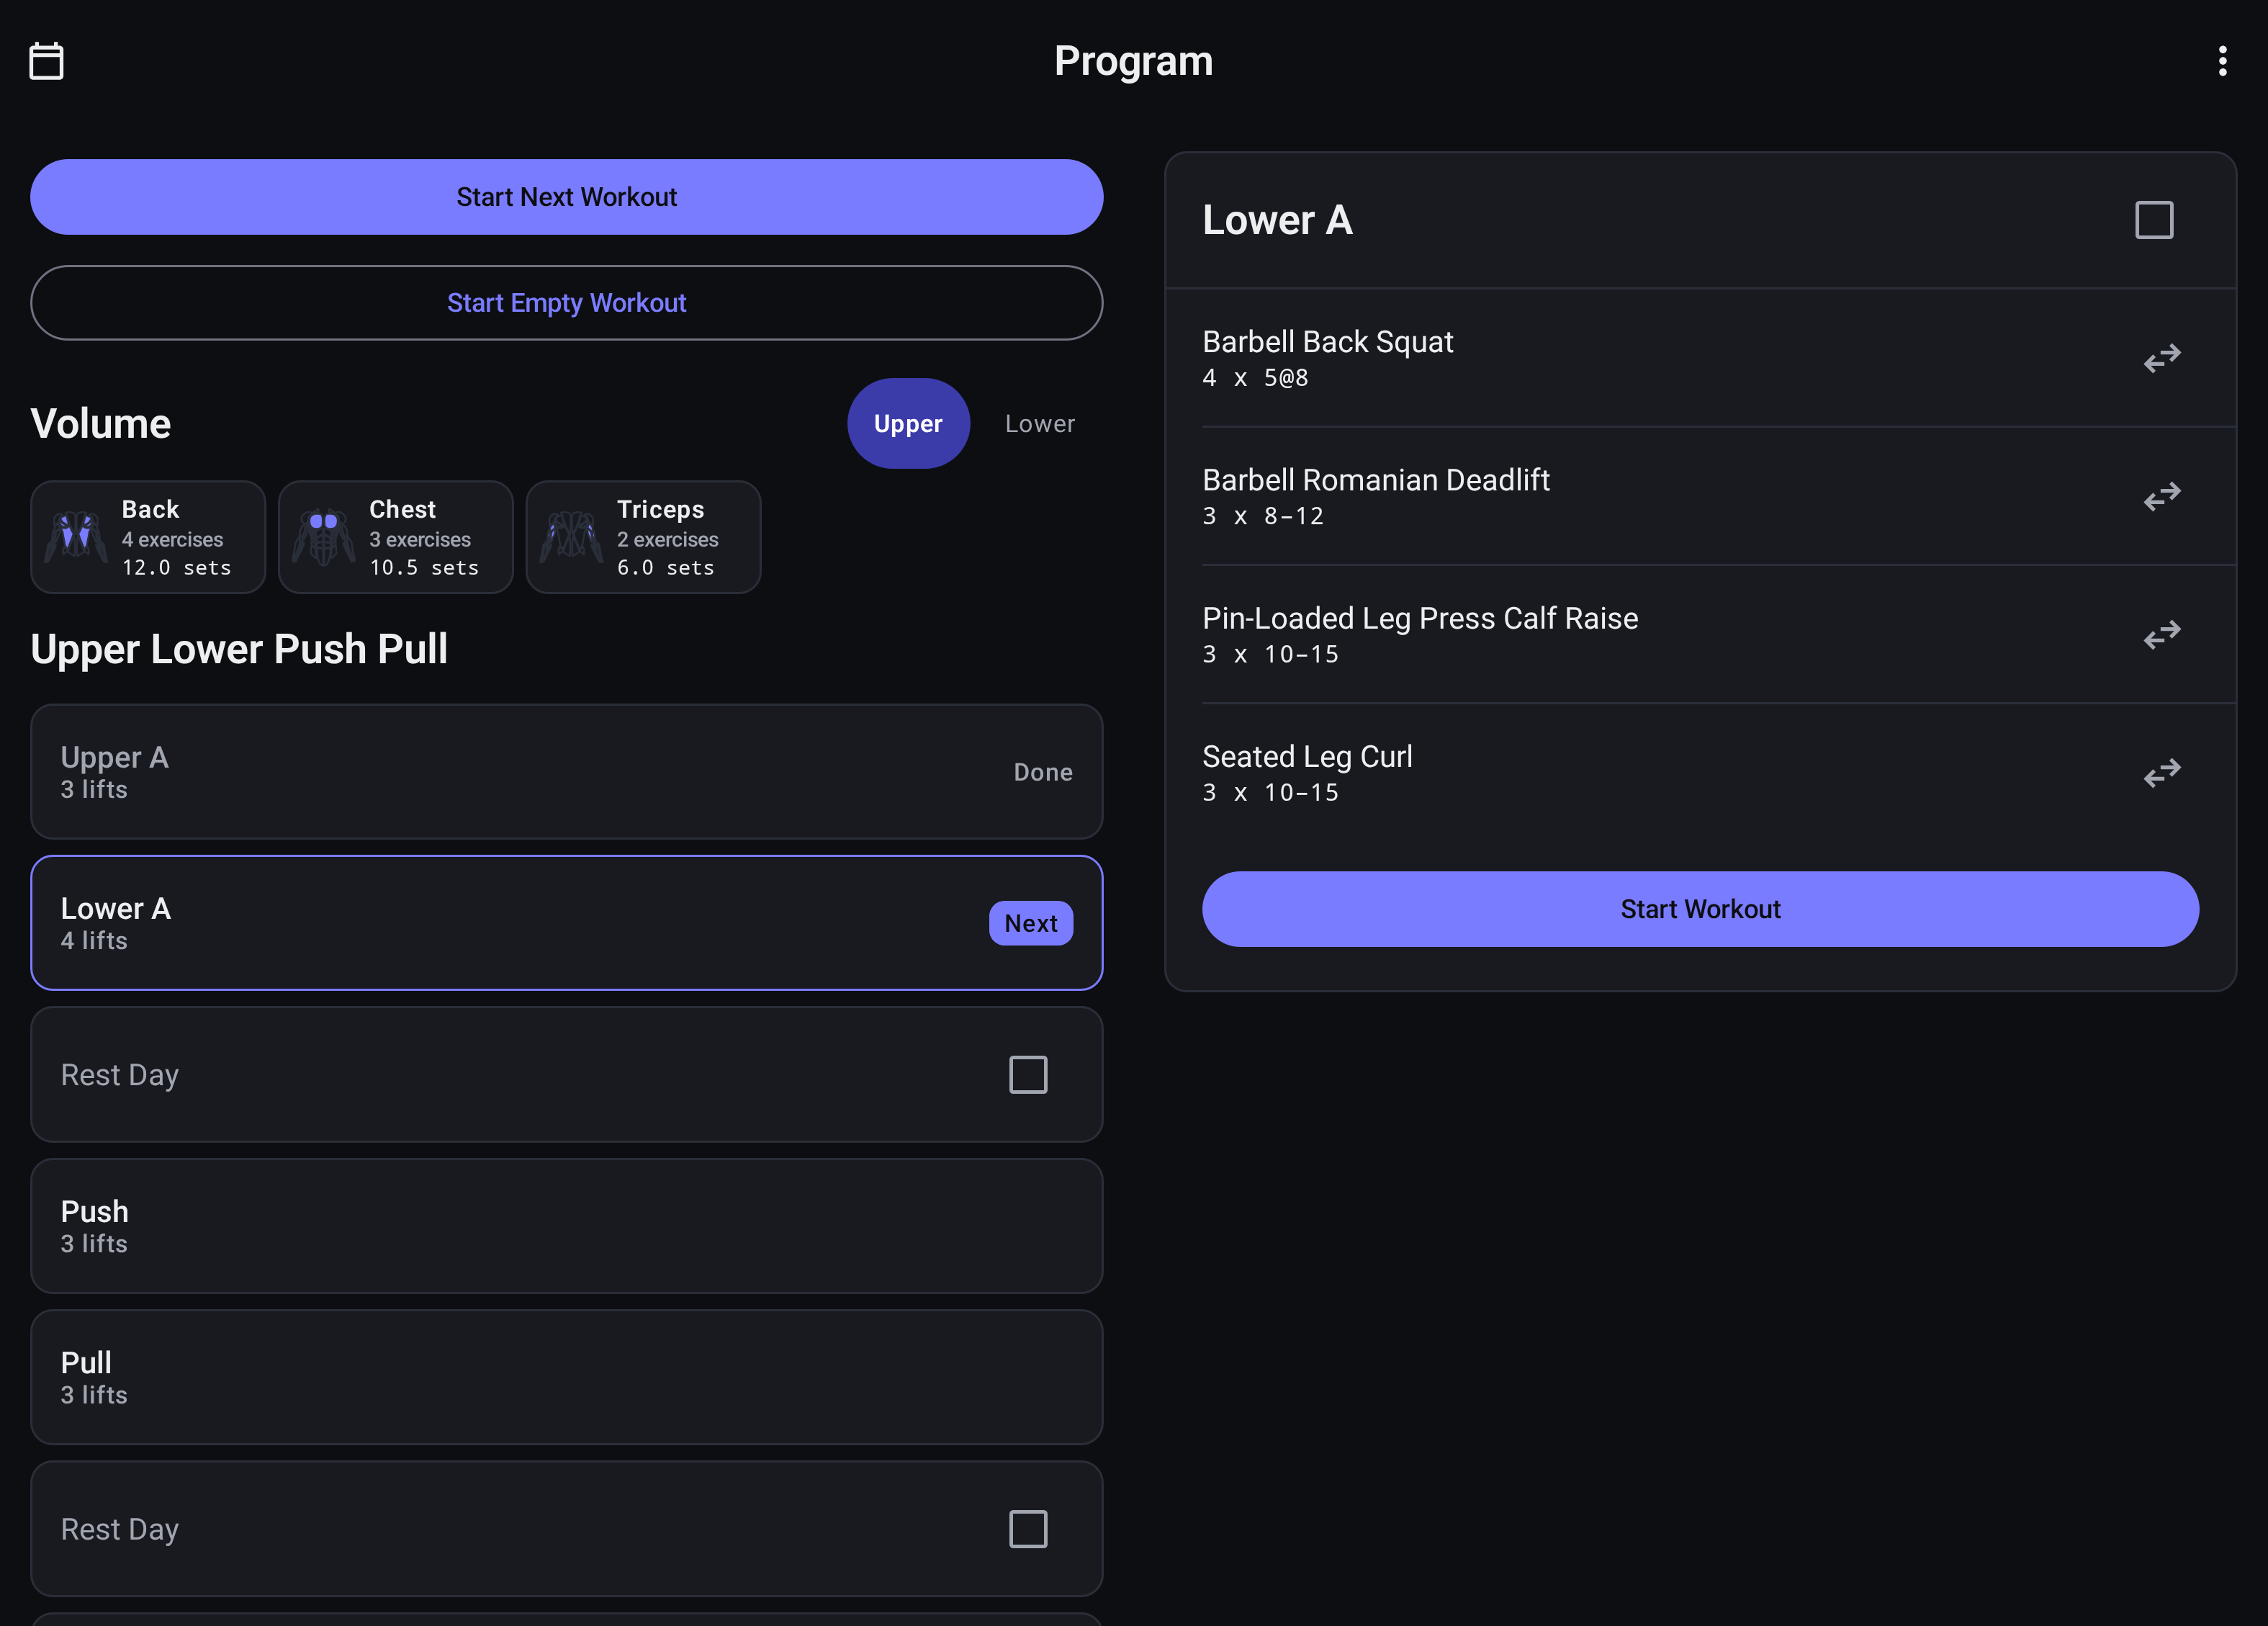 Program
Start Next Workout
Start Empty Workout
Volume
Upper
Lower
Back
4 exercises
12.0 sets
Chest
3 exercises
10.5 sets
Triceps
2 exercises
6.0 sets
Upper Lower Push Pull
Upper A
3 lifts
Done
Lower A
4 lifts
Next
Rest Day
Push
3 lifts
Pull
3 lifts
Rest Day
Lower A
Barbell Back Squat
4 x 5@8
Barbell Romanian Deadlift
3 x 8–12
Pin-Loaded Leg Press Calf Raise
3 x 10–15
Seated Leg Curl
3 x 10–15
Start Workout